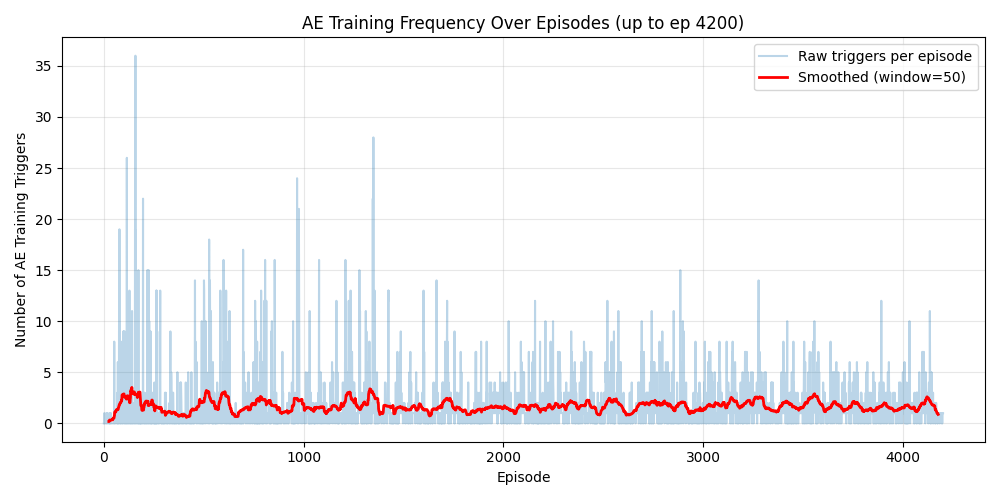 AE Training Frequency Over Episodes (up to ep 4200)
Raw triggers per episode
Smoothed (window=50)
Number of AE Training Triggers
35
30
25
20
15
10
5
0
0 1000 2000 3000 4000
Episode